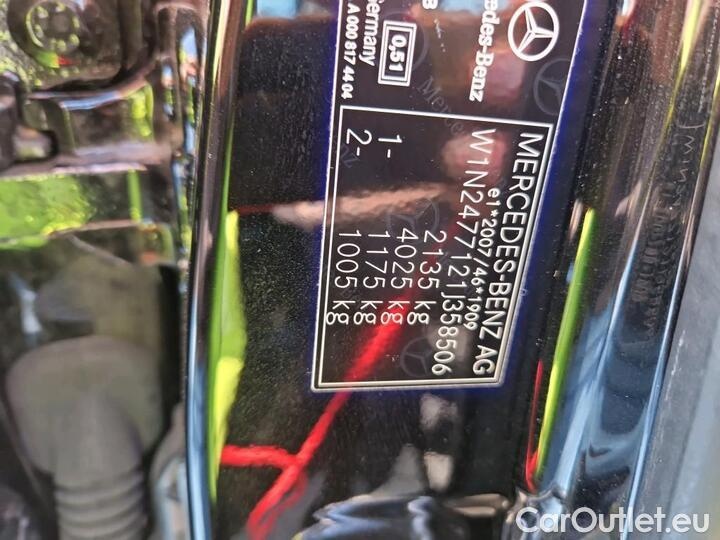 Mercedes-Benz
Germany
0,51
A 000 817 44 04
MERCEDES-BENZ AG
e1*2007/46*1909
W1N2477121J358506
2135 kg
4025 kg
1- 1175 kg
2- 1005 kg
CarOutlet.eu